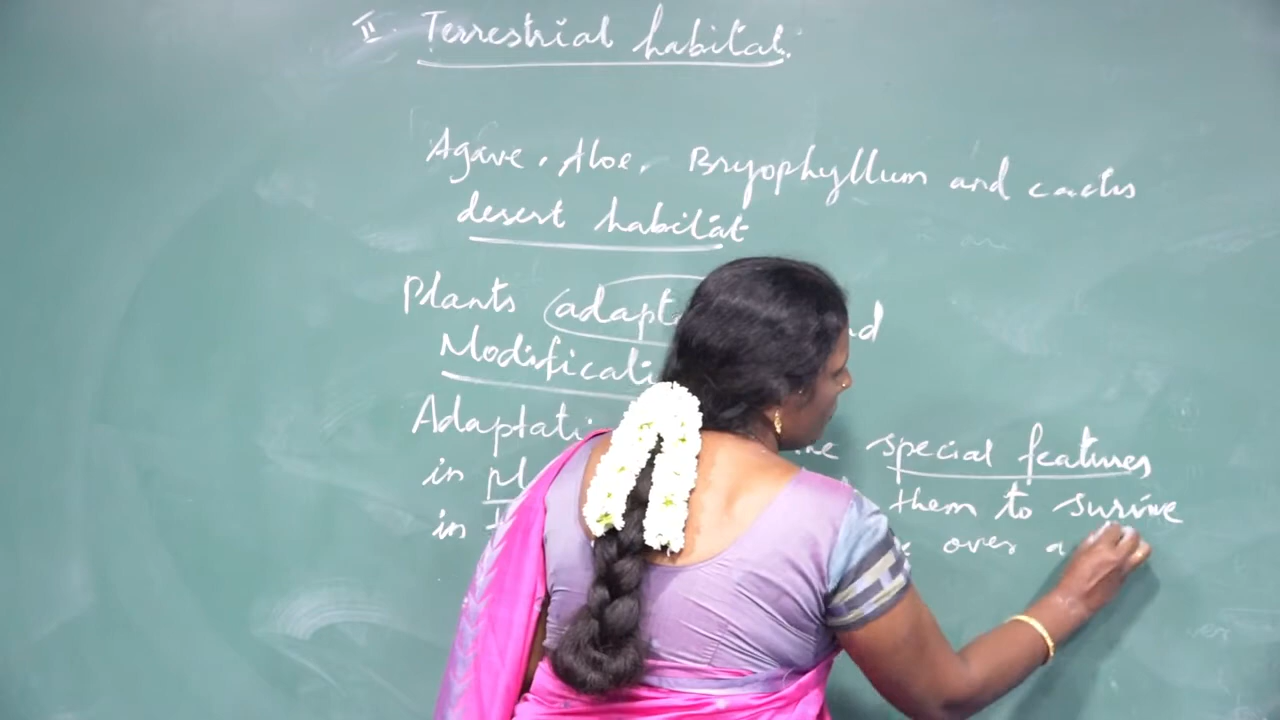 II. Terrestrial habitat.
Agave, Aloe, Bryophyllum and cactus
desert habitat
Plants adapt
Modificati
Adaptati special features
in pl them to survive
in over a